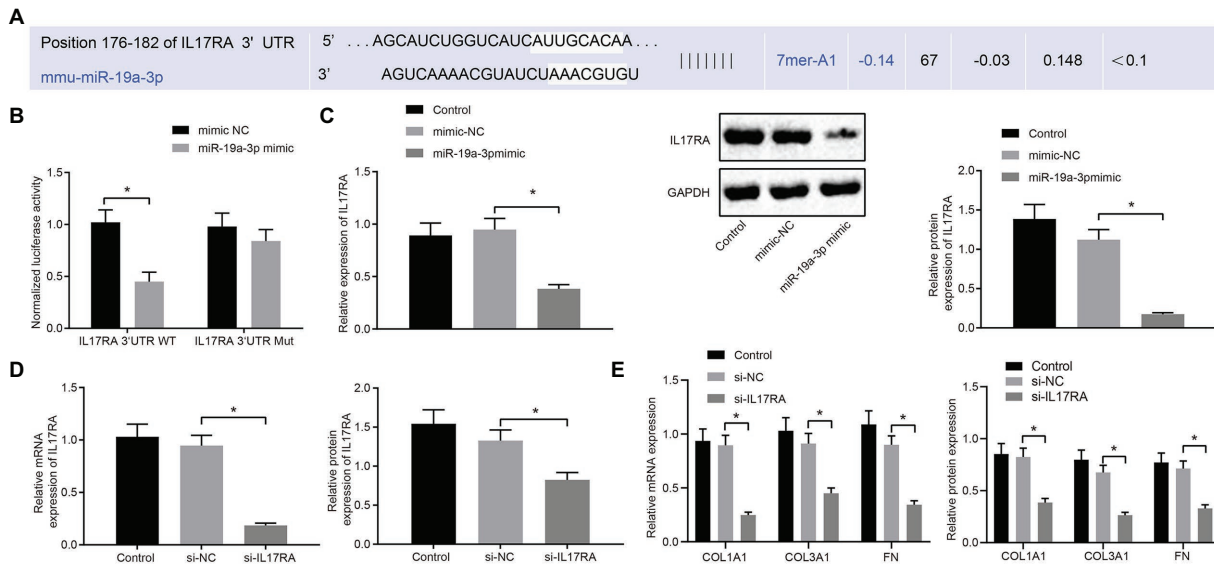 A
Position 176-182 of IL17RA 3' UTR
5' ...AGCAUCUGGUCAUCAUUGCACAA...
mmu-miR-19a-3p
3' AGUCAAAACGUAUCUAAACGUGU
7mer-A1 -0.14 67 -0.03 0.148 <0.1
B
mimic NC
miR-19a-3p mimic
Normalized luciferase activity
1.5
1.0
0.5
0.0
*
IL17RA 3'UTR WT IL17RA 3'UTR Mut
C
Control
mimic-NC
miR-19a-3pmimic
Relative expression of IL17RA
1.5
1.0
0.5
0.0
*
IL17RA
GAPDH
Control
mimic-NC
miR-19a-3p mimic
Control
mimic-NC
miR-19a-3pmimic
Relative protein
expression of IL17RA
2.0
1.5
1.0
0.5
0.0
*
D
Relative mRNA
expression of IL17RA
1.5
1.0
0.5
0.0
*
Control si-NC si-IL17RA
Relative protein
expression of IL17RA
2.0
1.5
1.0
0.5
0.0
*
Control si-NC si-IL17RA
E
Control
si-NC
si-IL17RA
Relative mRNA expression
1.5
1.0
0.5
0.0
* * *
COL1A1 COL3A1 FN
Control
si-NC
si-IL17RA
Relative protein expression
1.5
1.0
0.5
0.0
* * *
COL1A1 COL3A1 FN